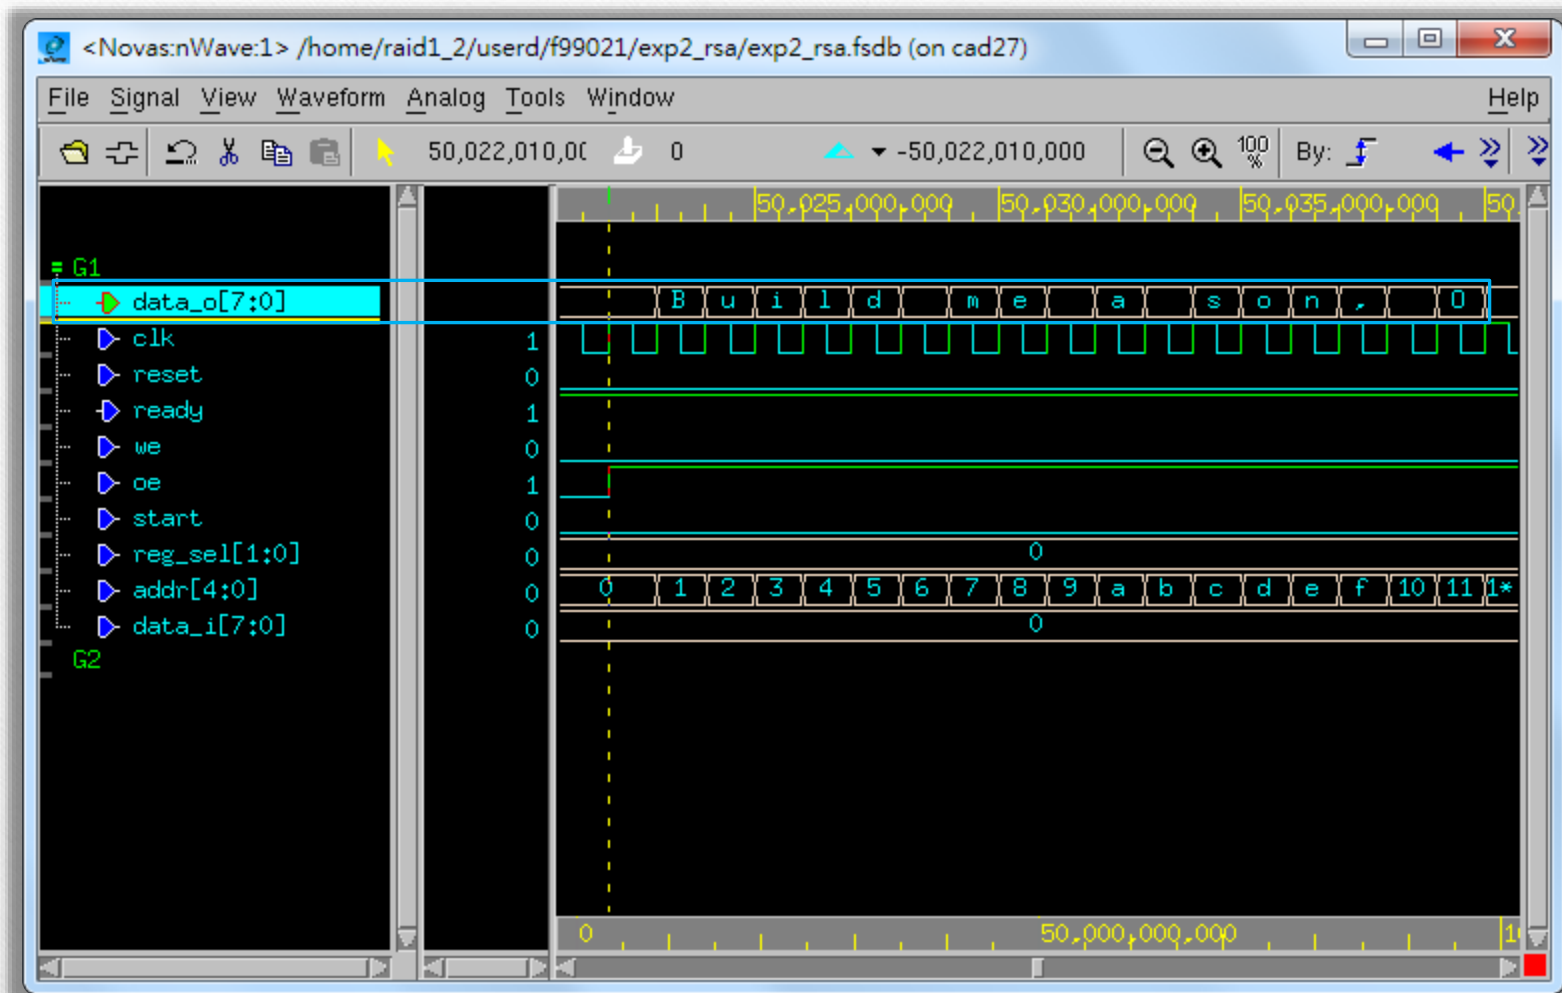 <Novas:nWave:1> /home/raid1_2/userd/f99021/exp2_rsa/exp2_rsa.fsdb (on cad27)
File Signal View Waveform Analog Tools Window Help
50,022,010,0( 0 -50,022,010,000 100 % By:
50,025,000,000 50,030,000,000 50,035,000,000 50,
G1
data_o[7:0] B u i l d m e a s o n , O
clk 1
reset 0
ready 1
we 0
oe 1
start 0
reg_sel[1:0] 0 0
addr[4:0] 0 0 1 2 3 4 5 6 7 8 9 a b c d e f 10 11 1*
data_i[7:0] 0 0
G2
0 50,000,000,000 1